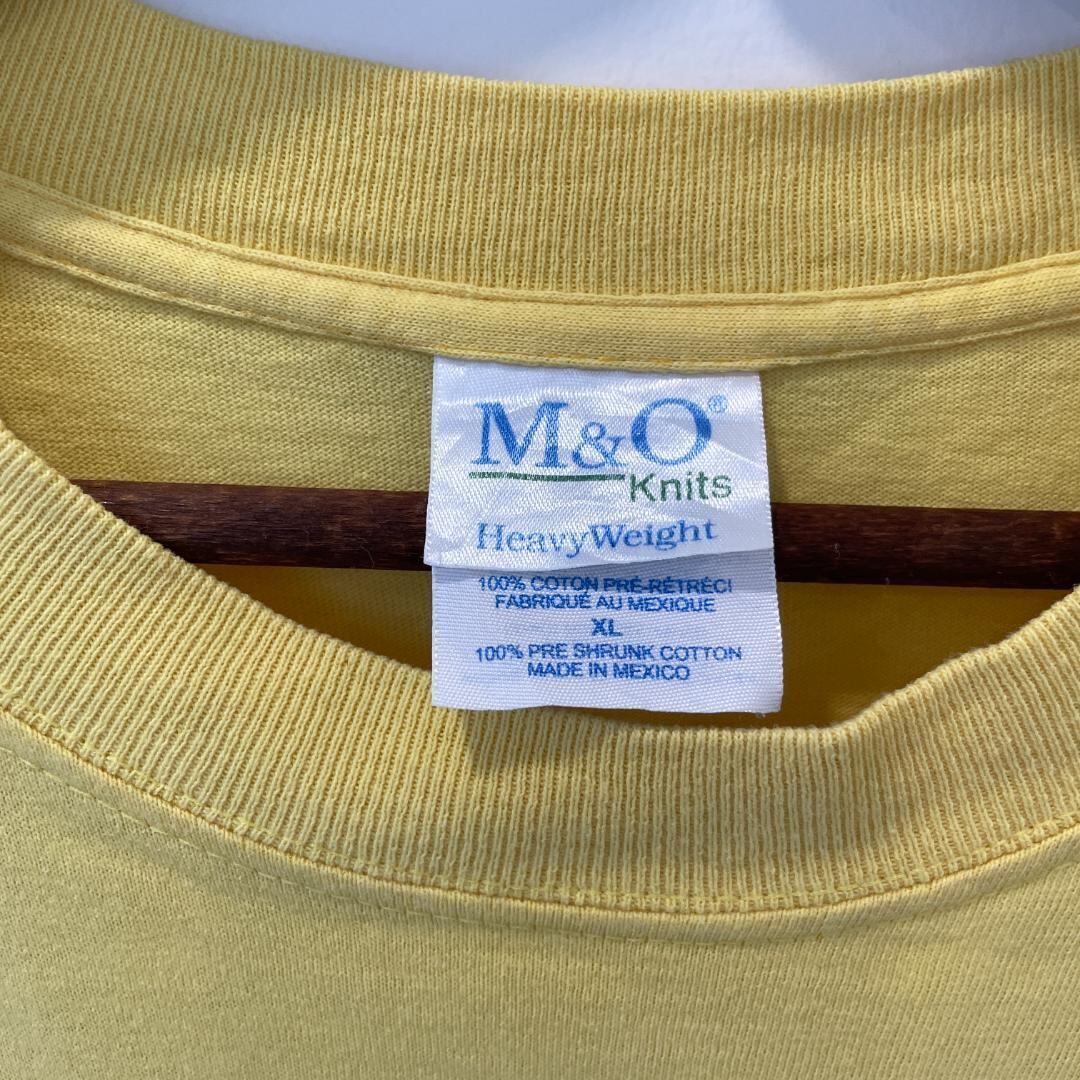 M&O®
Knits
HeavyWeight
100% COTON PRÉ-RÉTRÉCI
FABRIQUÉ AU MEXIQUE
XL
100% PRE SHRUNK COTTON
MADE IN MEXICO